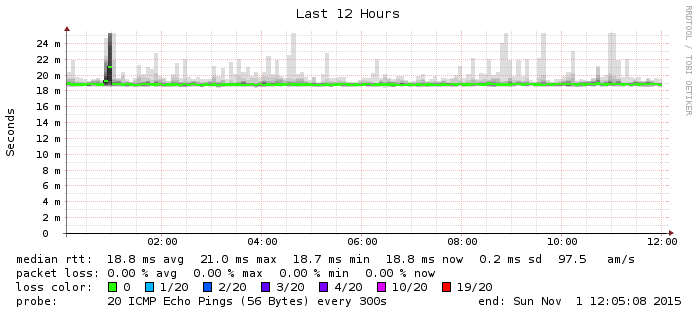 Last 12 Hours
RRDTOOL / TOBI OETIKER
Seconds
24 m
22 m
20 m
18 m
16 m
14 m
12 m
10 m
8 m
6 m
4 m
2 m
0
02:00 04:00 06:00 08:00 10:00 12:00
median rtt: 18.8 ms avg 21.0 ms max 18.7 ms min 18.8 ms now 0.2 ms sd 97.5 am/s
packet loss: 0.00 % avg 0.00 % max 0.00 % min 0.00 % now
loss color: 0 1/20 2/20 3/20 4/20 10/20 19/20
probe: 20 ICMP Echo Pings (56 Bytes) every 300s end: Sun Nov 1 12:05:08 2015